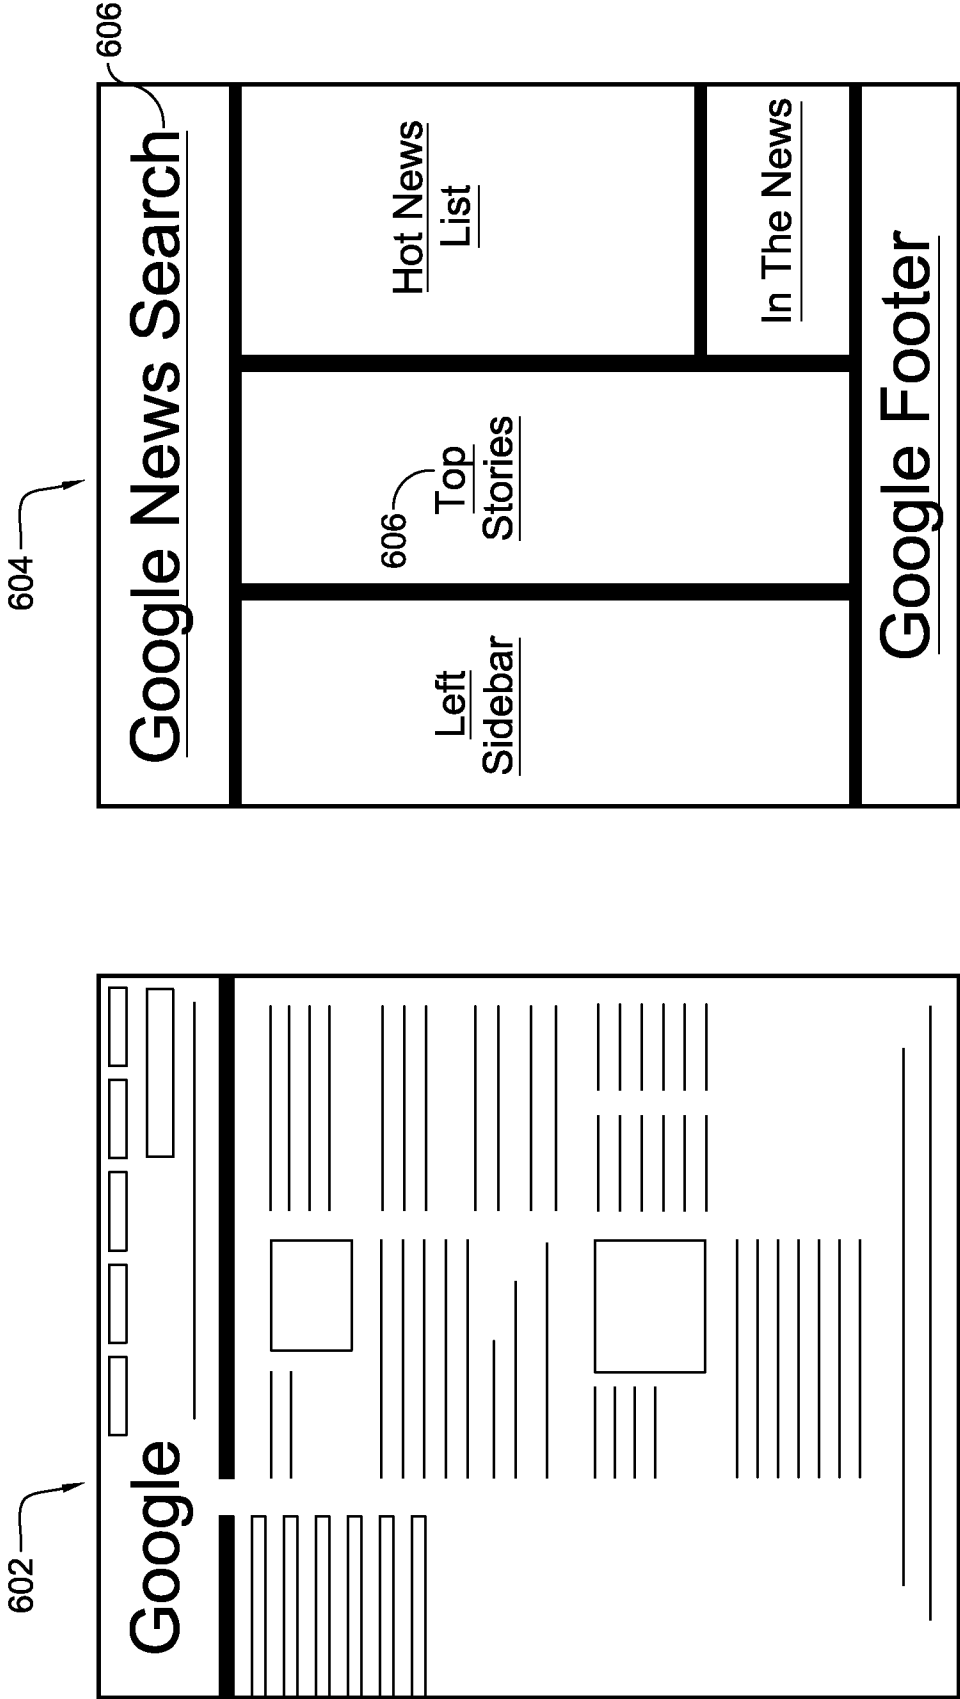 602
Google
604
606
Google News Search
Left
Sidebar
606
Top
Stories
Hot News
List
In The News
Google Footer